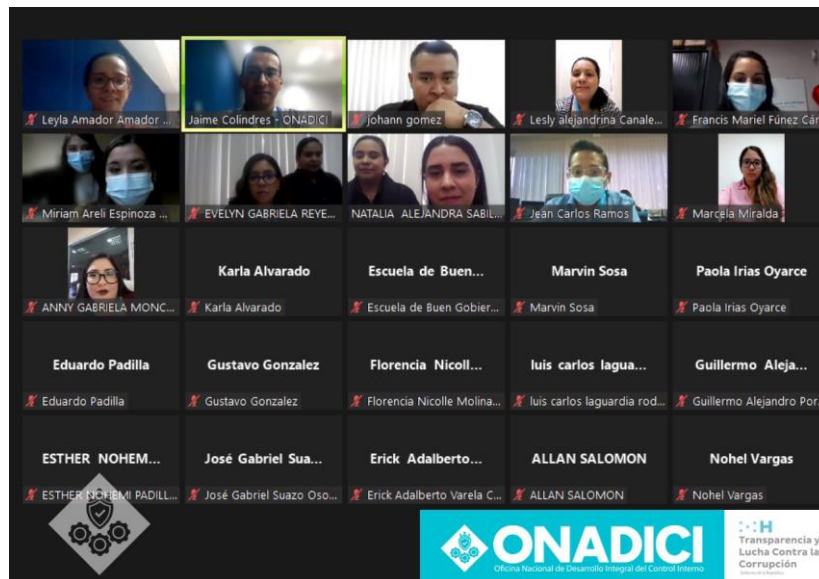 Leyla Amador Amador ...
Jaime Colindres - ONADICI
johann gomez
Lesly alejandrina Canale...
Francis Mariel Fúnez Cár
Miriam Areli Espinoza ...
EVELYN GABRIELA REYE...
NATALIA ALEJANDRA SABIL...
Jean Carlos Ramos
Marcela Miralda
ANNY GABRIELA MONC...
Karla Alvarado
Karla Alvarado
Escuela de Buen...
Escuela de Buen Gobier...
Marvin Sosa
Marvin Sosa
Paola Irias Oyarce
Paola Irias Oyarce
Eduardo Padilla
Eduardo Padilla
Gustavo Gonzalez
Gustavo Gonzalez
Florencia Nicoll...
Florencia Nicolle Molina...
luis carlos lagua...
luis carlos laguardia rod...
Guillermo Aleja...
Guillermo Alejandro Por
ESTHER NOHEM...
ESTHER NOHEMI PADILL...
José Gabriel Sua...
José Gabriel Suazo Oso...
Erick Adalberto...
Erick Adalberto Varela C...
ALLAN SALOMON
ALLAN SALOMON
Nohel Vargas
Nohel Vargas
ONADICI
Oficina Nacional de Desarrollo Integral del Control Interno
H
Transparencia y
Lucha Contra la
Corrupción